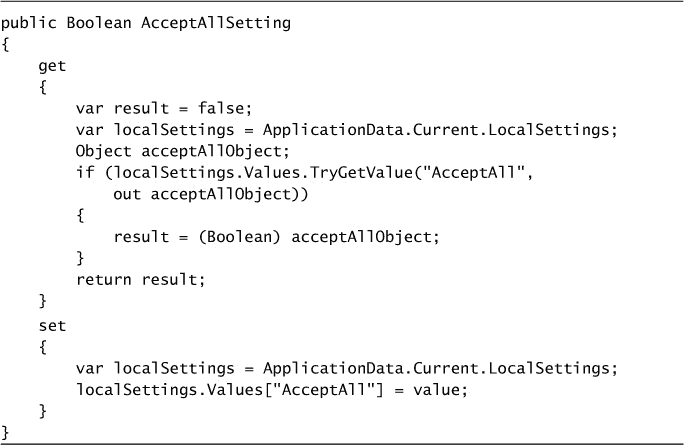 public Boolean AcceptAllSetting
{
    get
    {
        var result = false;
        var localSettings = ApplicationData.Current.LocalSettings;
        Object acceptAllObject;
        if (localSettings.Values.TryGetValue("AcceptAll",
            out acceptAllObject))
        {
            result = (Boolean) acceptAllObject;
        }
        return result;
    }
    set
    {
        var localSettings = ApplicationData.Current.LocalSettings;
        localSettings.Values["AcceptAll"] = value;
    }
}